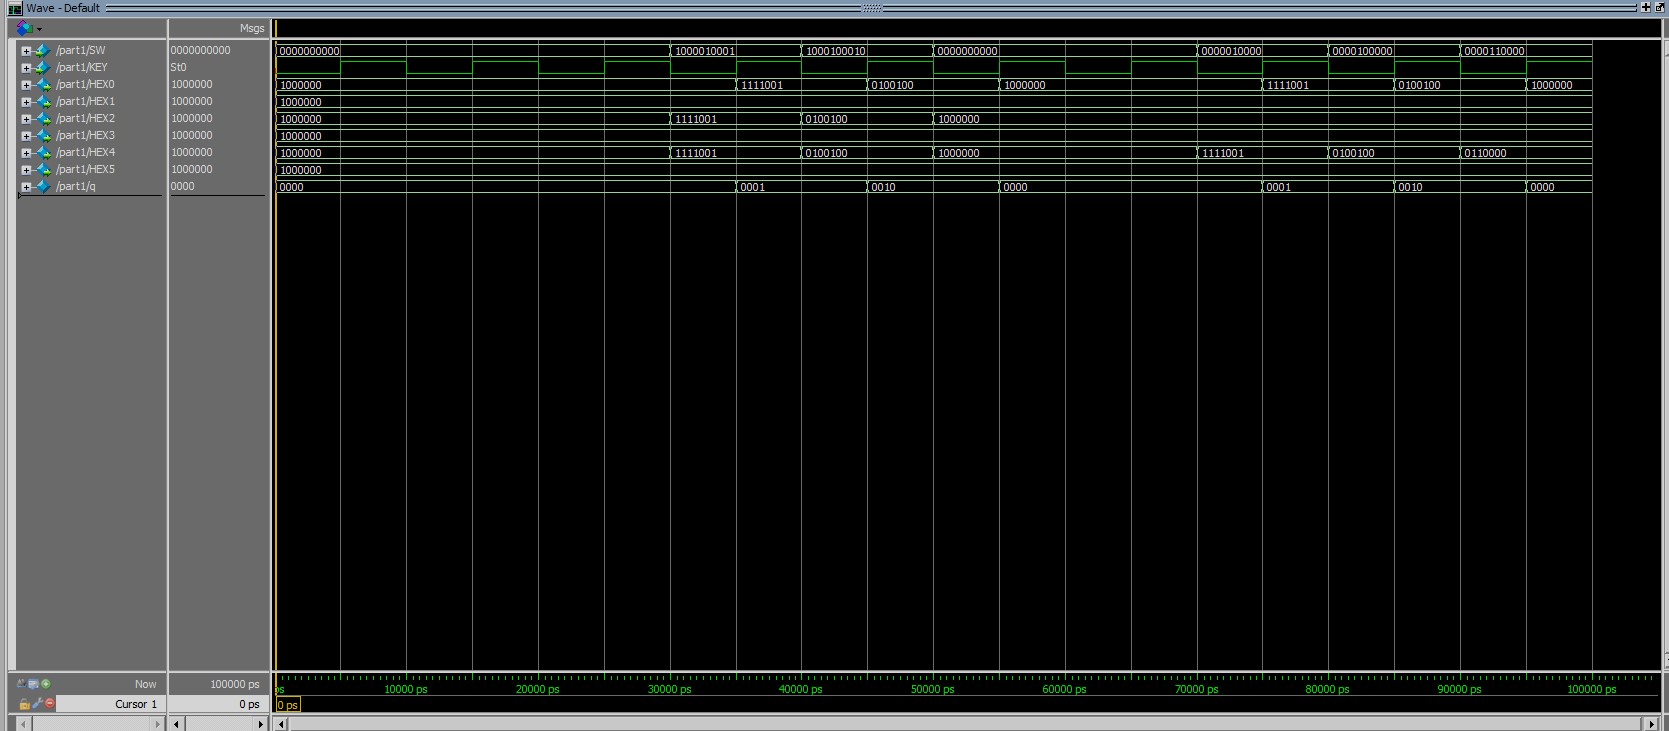 Wave - Default
Msgs
/part1/SW 0000000000 0000000000 1000010001 1000100010 0000000000 0000010000 0000100000 0000110000
/part1/KEY St0
/part1/HEX0 1000000 1000000 1111001 0100100 1000000 1111001 0100100 1000000
/part1/HEX1 1000000 1000000
/part1/HEX2 1000000 1000000 1111001 0100100 1000000
/part1/HEX3 1000000 1000000
/part1/HEX4 1000000 1000000 1111001 0100100 1000000 1111001 0100100 0110000
/part1/HEX5 1000000 1000000
/part1/q 0000 0000 0001 0010 0000 0001 0010 0000
Now 100000 ps ps 10000 ps 20000 ps 30000 ps 40000 ps 50000 ps 60000 ps 70000 ps 80000 ps 90000 ps 100000 ps
Cursor 1 0 ps 0 ps